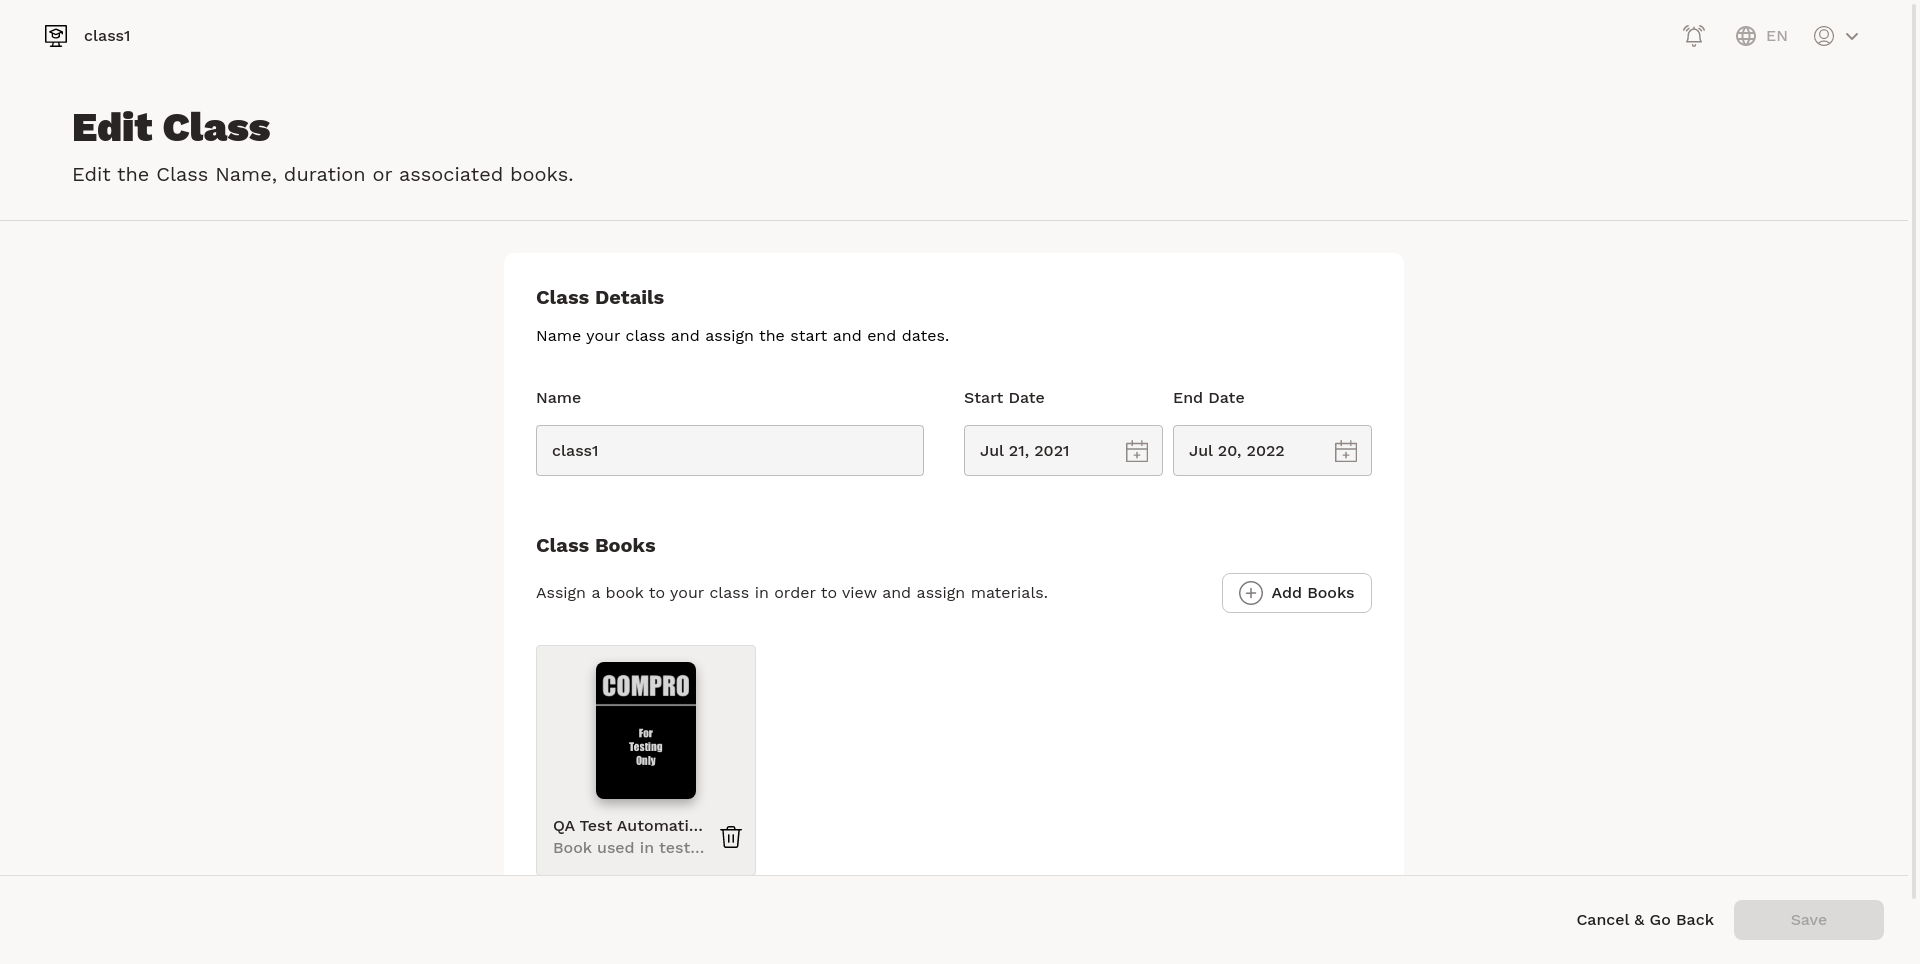 class1
EN
Edit Class
Edit the Class Name, duration or associated books.
Class Details
Name your class and assign the start and end dates.
Name
Start Date
End Date
class1
Jul 21, 2021
Jul 20, 2022
Class Books
Assign a book to your class in order to view and assign materials.
Add Books
COMPRO
For
Testing
Only
QA Test Automati...
Book used in test...
Cancel & Go Back
Save